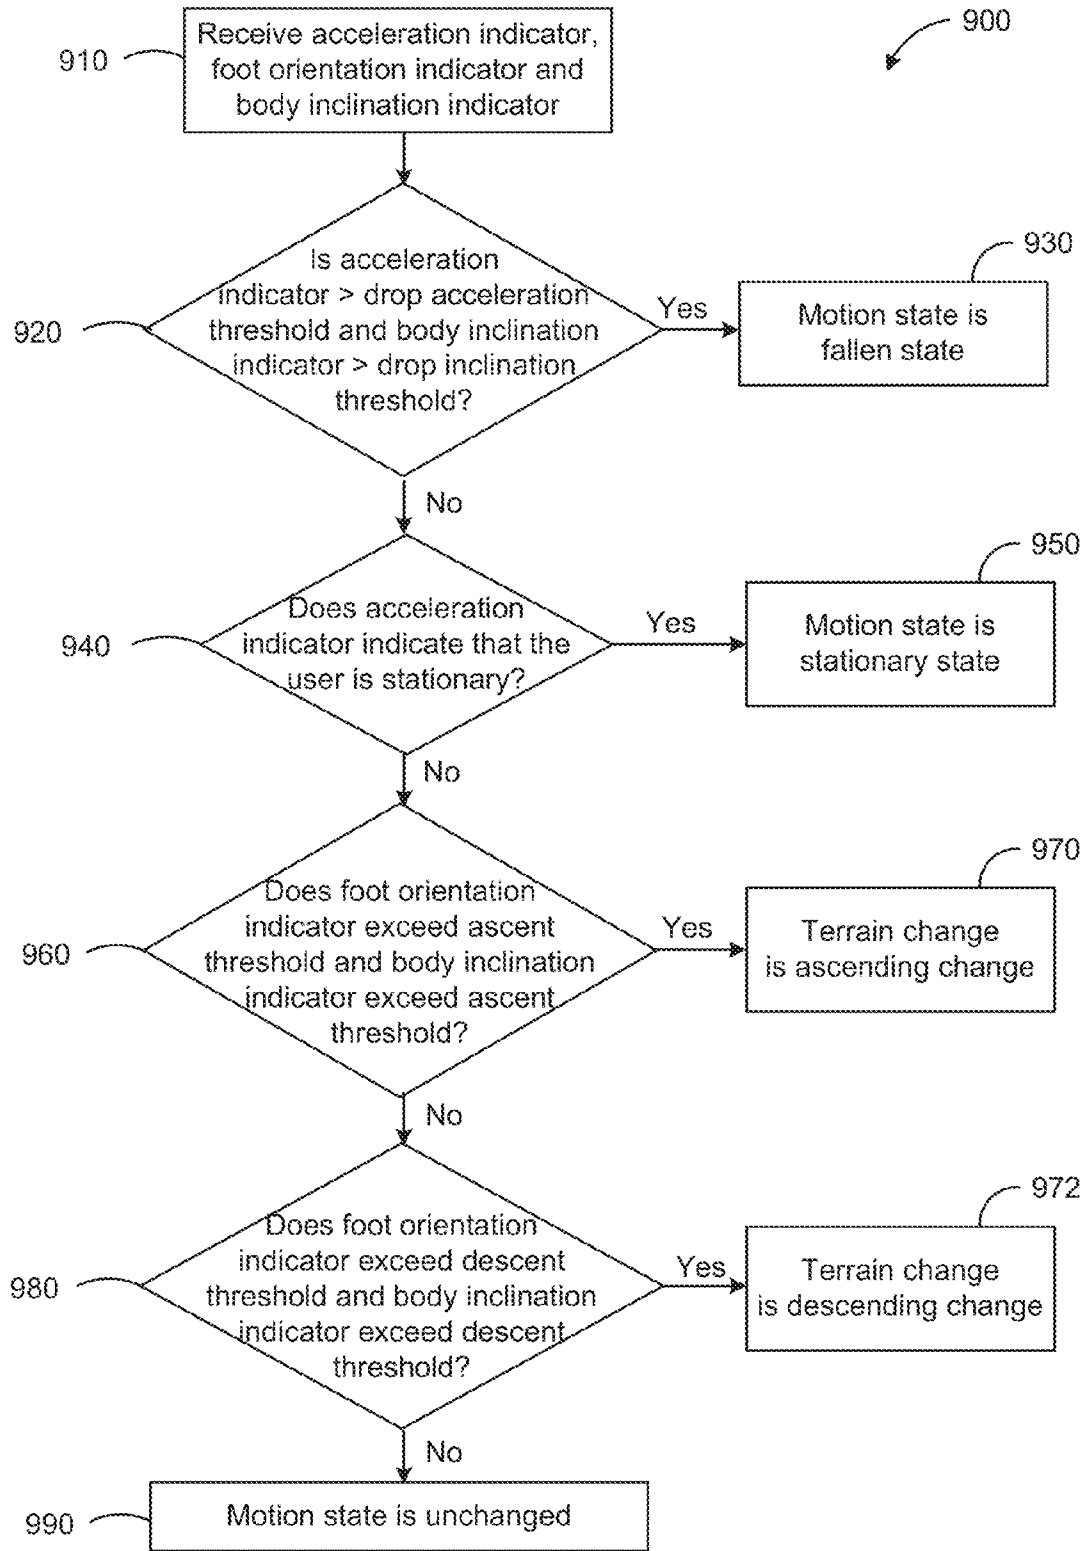 900
910
Receive acceleration indicator,
foot orientation indicator and
body inclination indicator
920
Is acceleration
indicator > drop acceleration
threshold and body inclination
indicator > drop inclination
threshold?
Yes
930
Motion state is
fallen state
No
940
Does acceleration
indicator indicate that the
user is stationary?
Yes
950
Motion state is
stationary state
No
960
Does foot orientation
indicator exceed ascent
threshold and body inclination
indicator exceed ascent
threshold?
Yes
970
Terrain change
is ascending change
No
980
Does foot orientation
indicator exceed descent
threshold and body inclination
indicator exceed descent
threshold?
Yes
972
Terrain change
is descending change
No
990
Motion state is unchanged